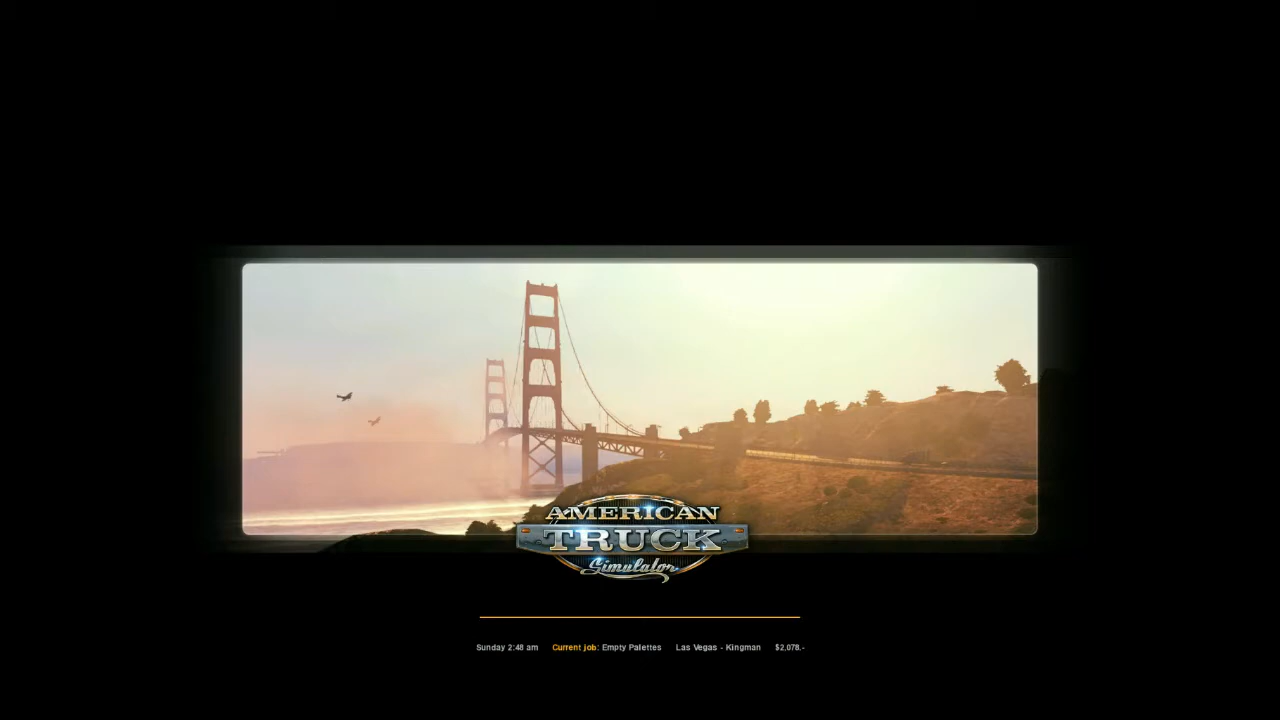 AMERICAN
TRUCK
Simulator
Sunday 2:48 am Current job: Empty Palettes Las Vegas - Kingman $2,078.-